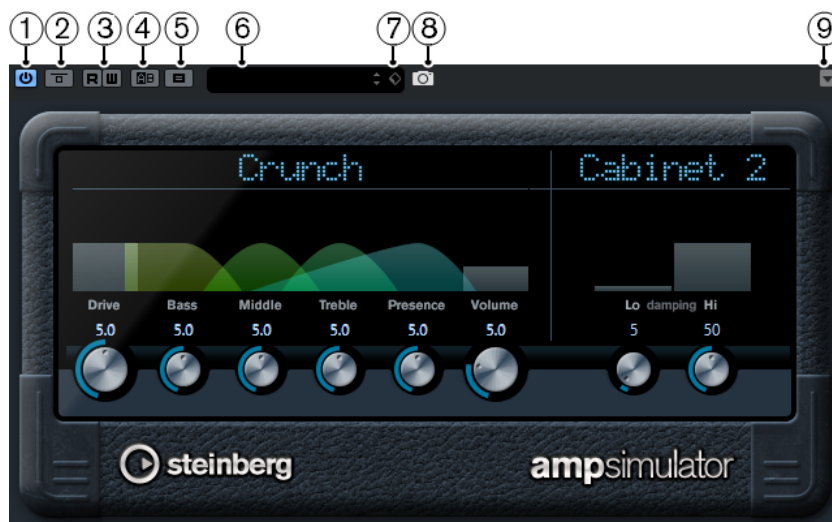 1 2 3 4 5 6 7 8 9
R W A B
Crunch Cabinet 2
Drive Bass Middle Treble Presence Volume Lo damping Hi
5.0 5.0 5.0 5.0 5.0 5.0 5 50
steinberg ampsimulator